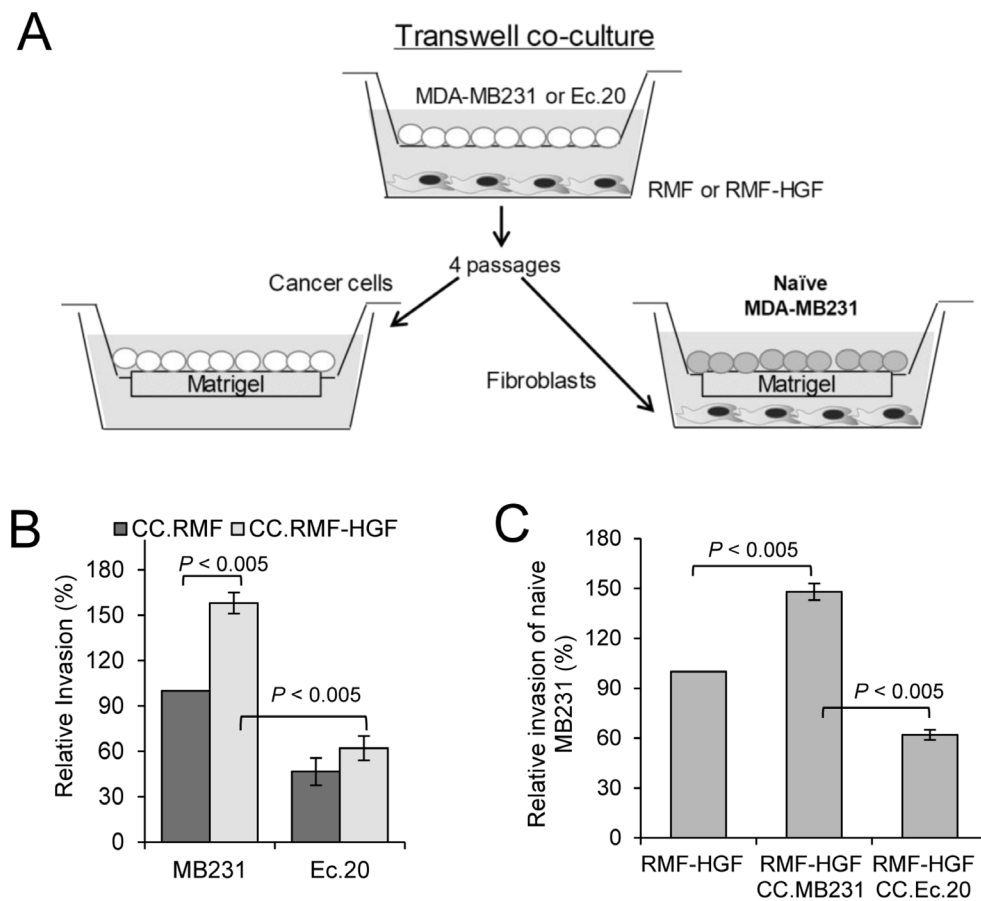 A
Transwell co-culture
MDA-MB231 or Ec.20
RMF or RMF-HGF
4 passages
Cancer cells
Fibroblasts
Naïve
MDA-MB231
Matrigel
Matrigel
B
CC.RMF CC.RMF-HGF
Relative Invasion (%)
180
150
120
90
60
30
0
P < 0.005
P < 0.005
MB231
Ec.20
C
Relative invasion of naive
MB231 (%)
180
150
120
90
60
30
0
P < 0.005
P < 0.005
RMF-HGF
RMF-HGF
CC.MB231
RMF-HGF
CC.Ec.20